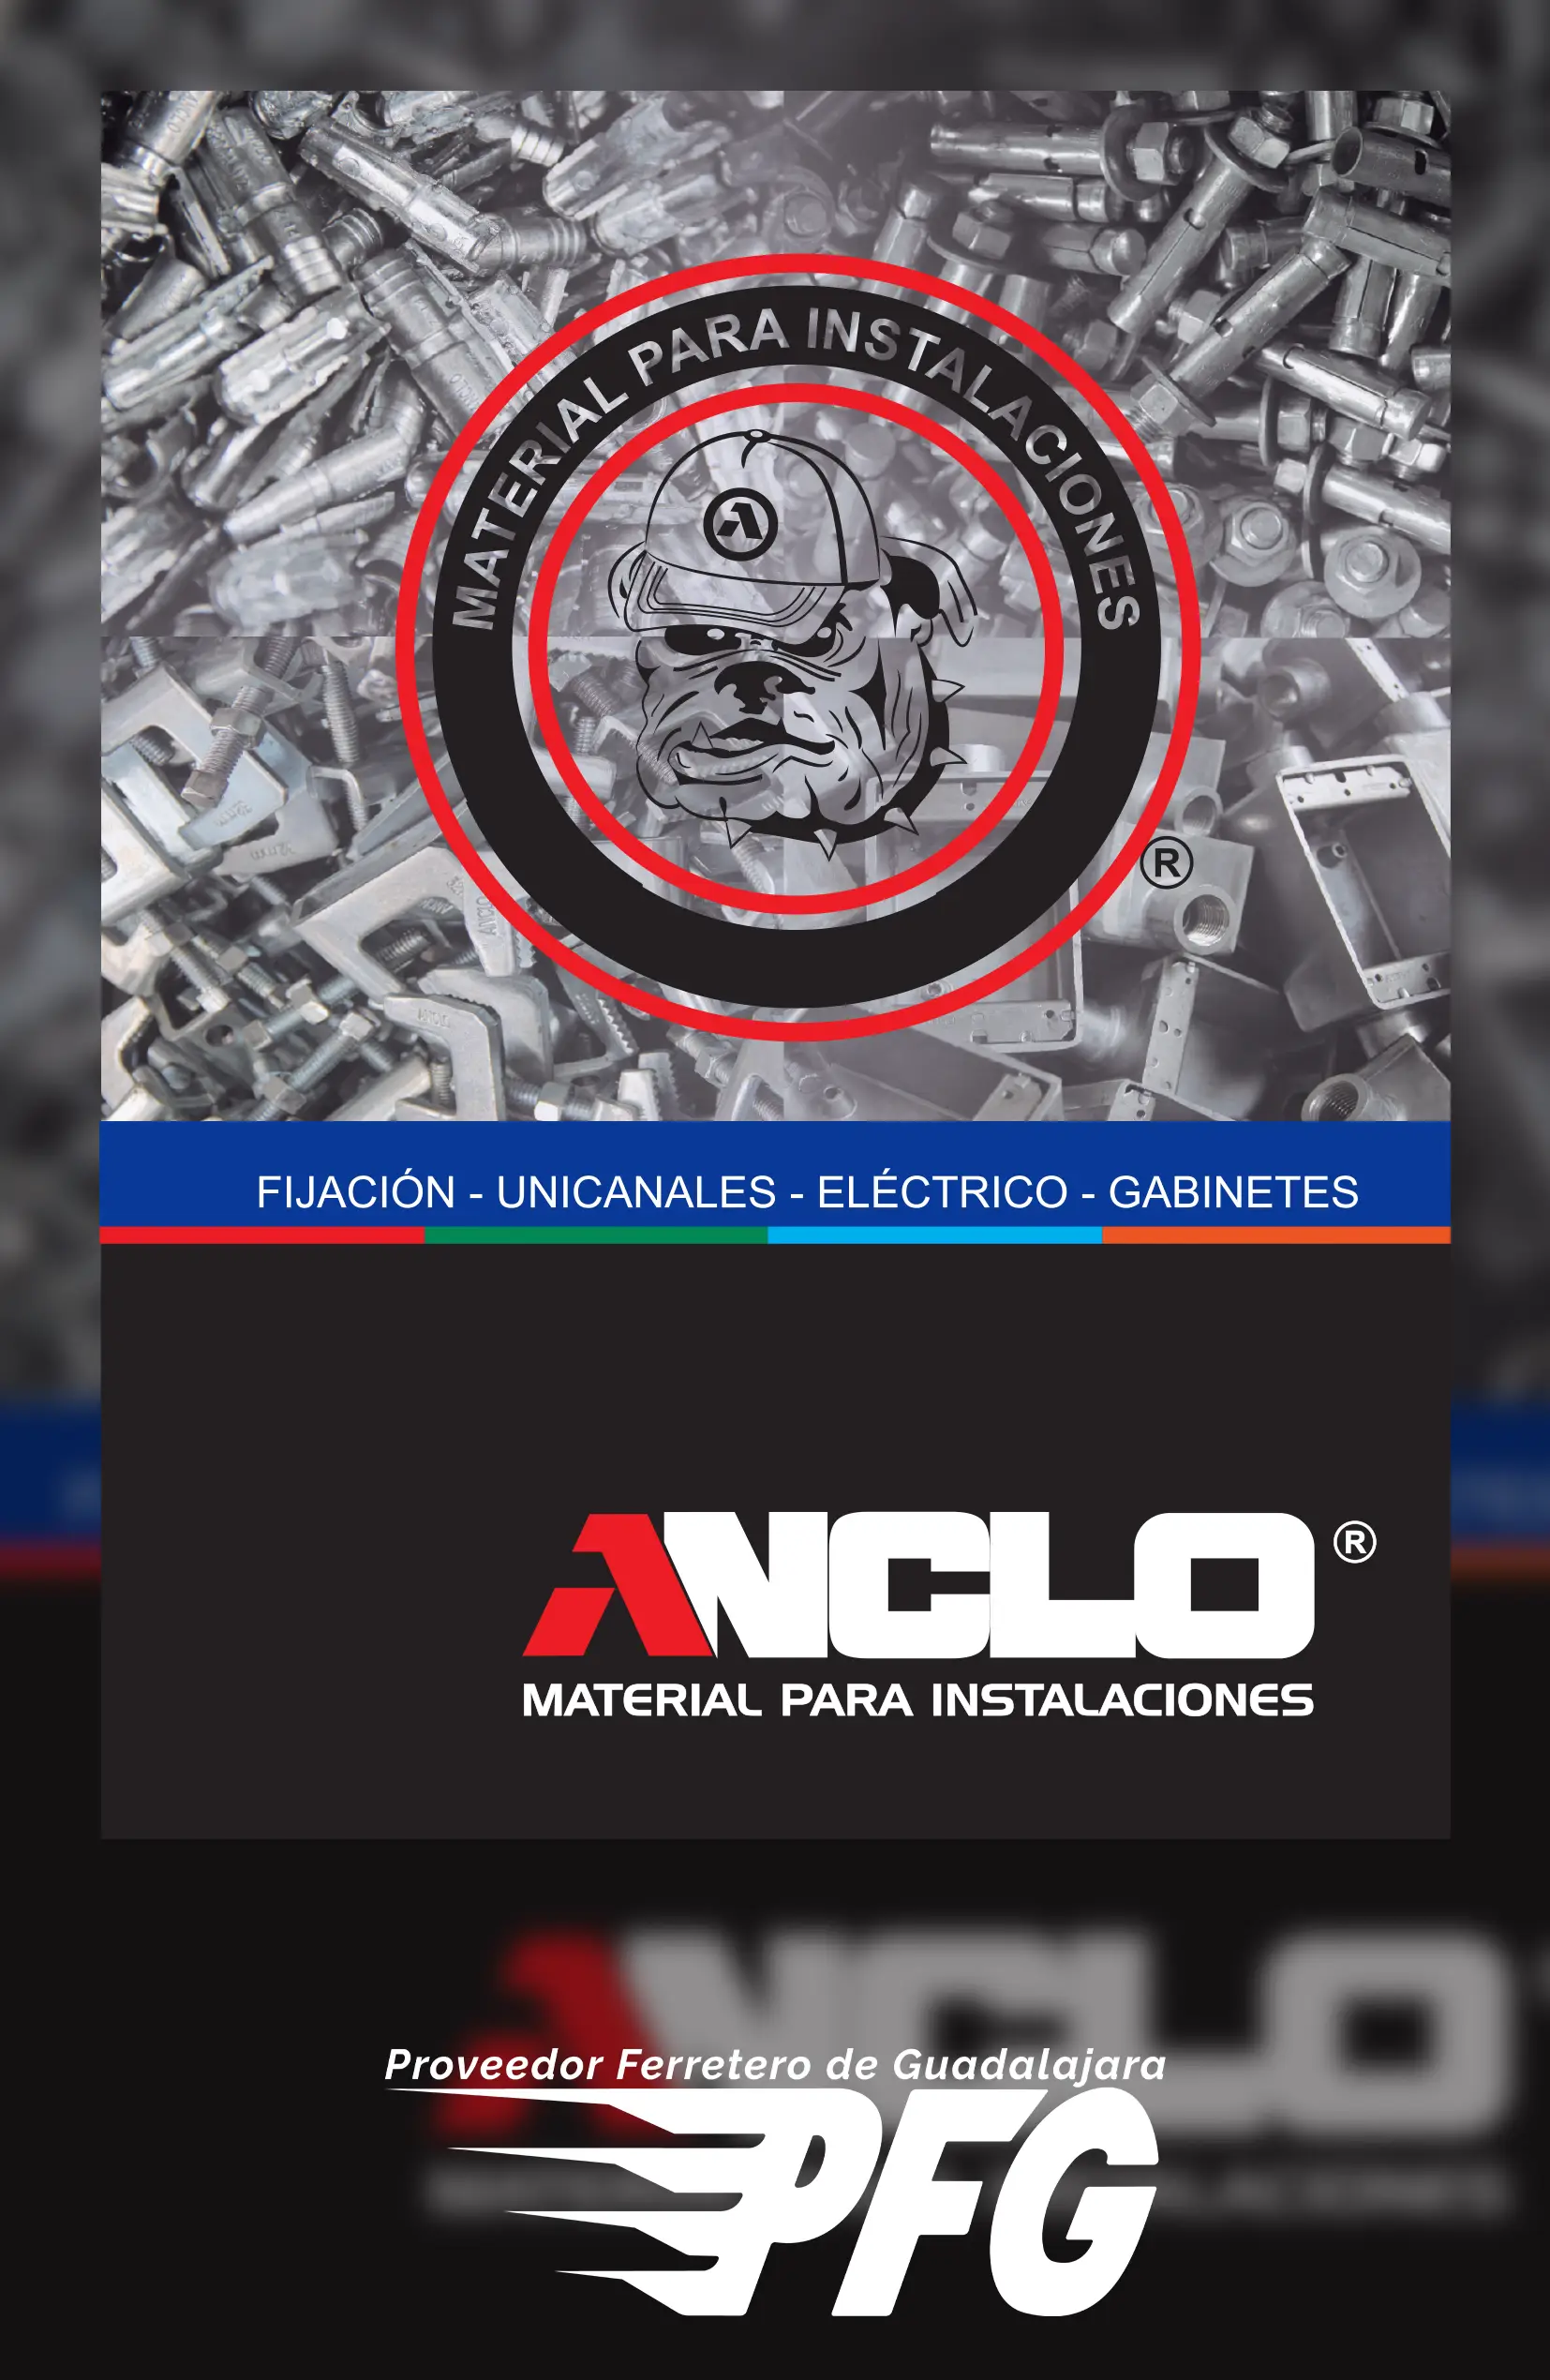 MATERIAL PARA INSTALACIONES
®
FIJACIÓN - UNICANALES - ELÉCTRICO - GABINETES
ANCLO ®
MATERIAL PARA INSTALACIONES
Proveedor Ferretero de Guadalajara
PFG